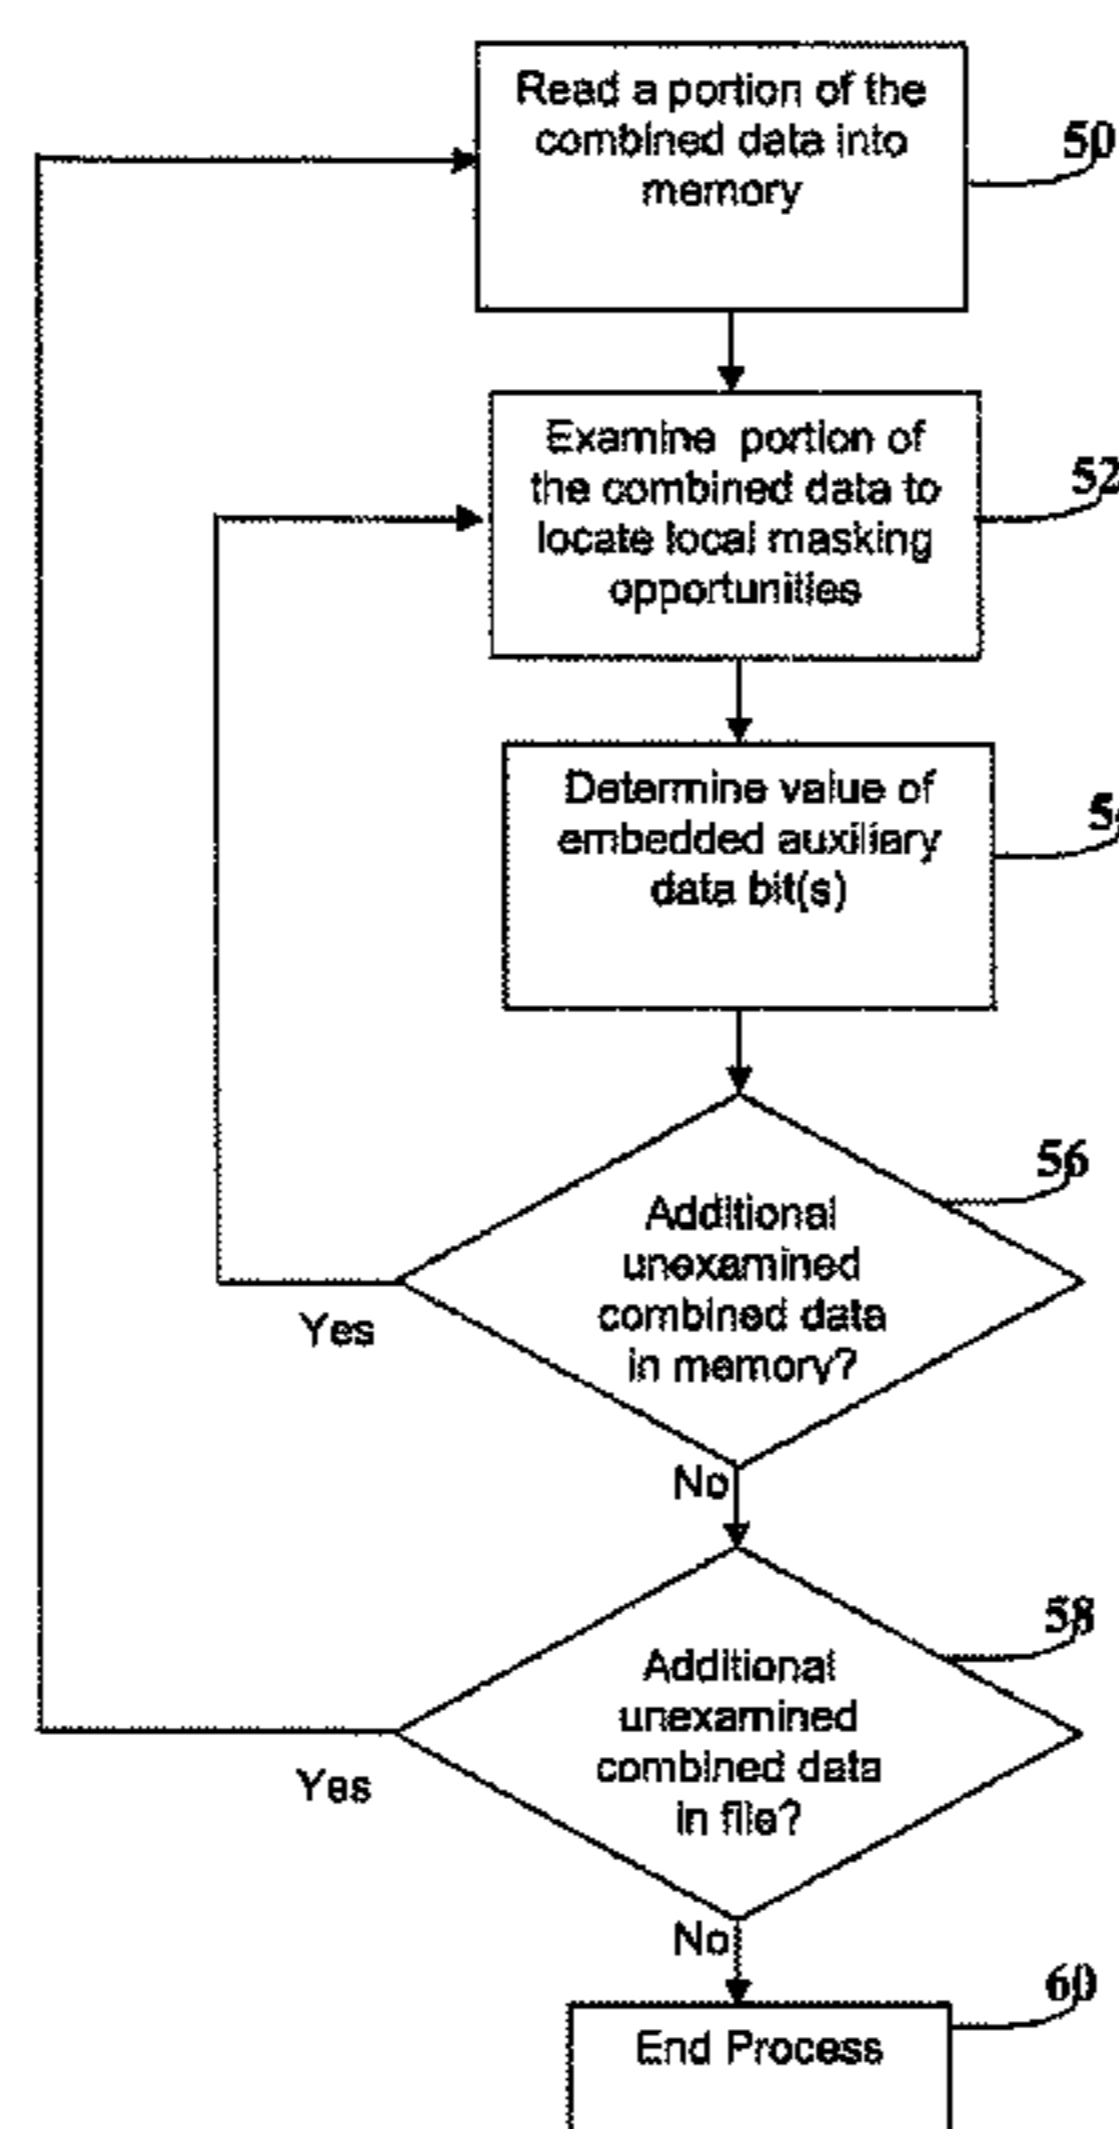 Read a portion of the
combined data into
memory
50
Examine portion of
the combined data to
locate local masking
opportunities
52
Determine value of
embedded auxiliary
data bit(s)
Additional
unexamined
combined data
in memory?
56
Yes
No
Additional
unexamined
combined data
in file?
58
Yes
No
End Process
60